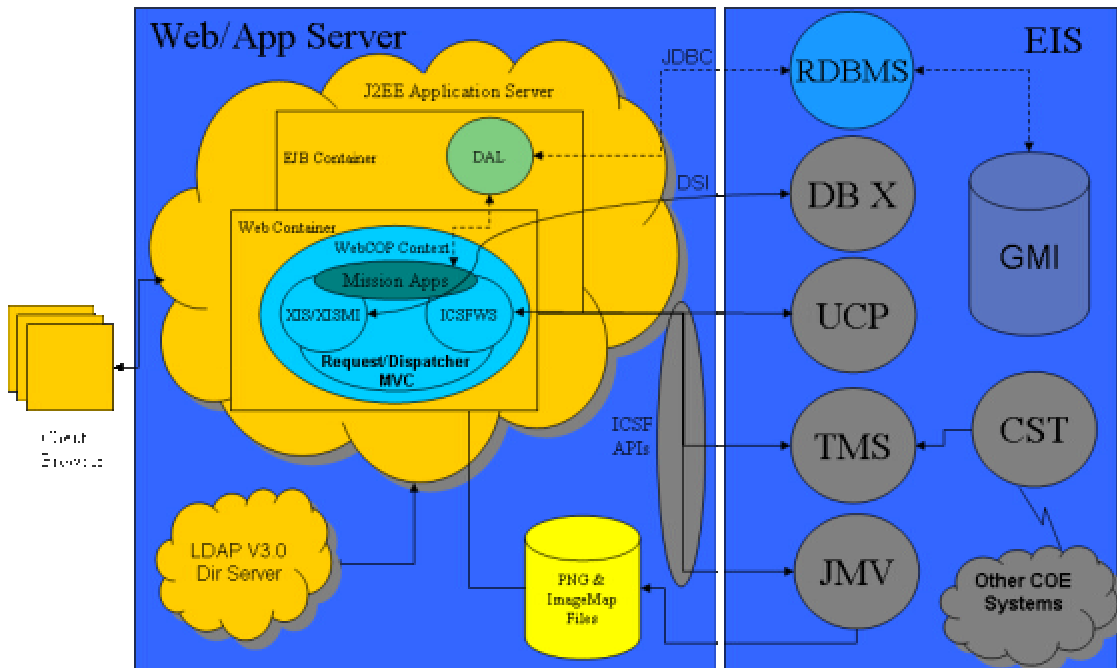 Web/App Server
EIS
JDBC
RDBMS
J2EE Application Server
EJB Container
DAL
DSI
DB X
Web Container
WebCOP Context
Mission Apps
GMI
XIS/XISMI
ICSFWS
UCP
Request/Dispatcher
MVC
Client
Browser
ICSF
APIs
TMS
CST
LDAP V3.0
Dir Server
PNG &
ImageMap
Files
JMV
Other COE
Systems